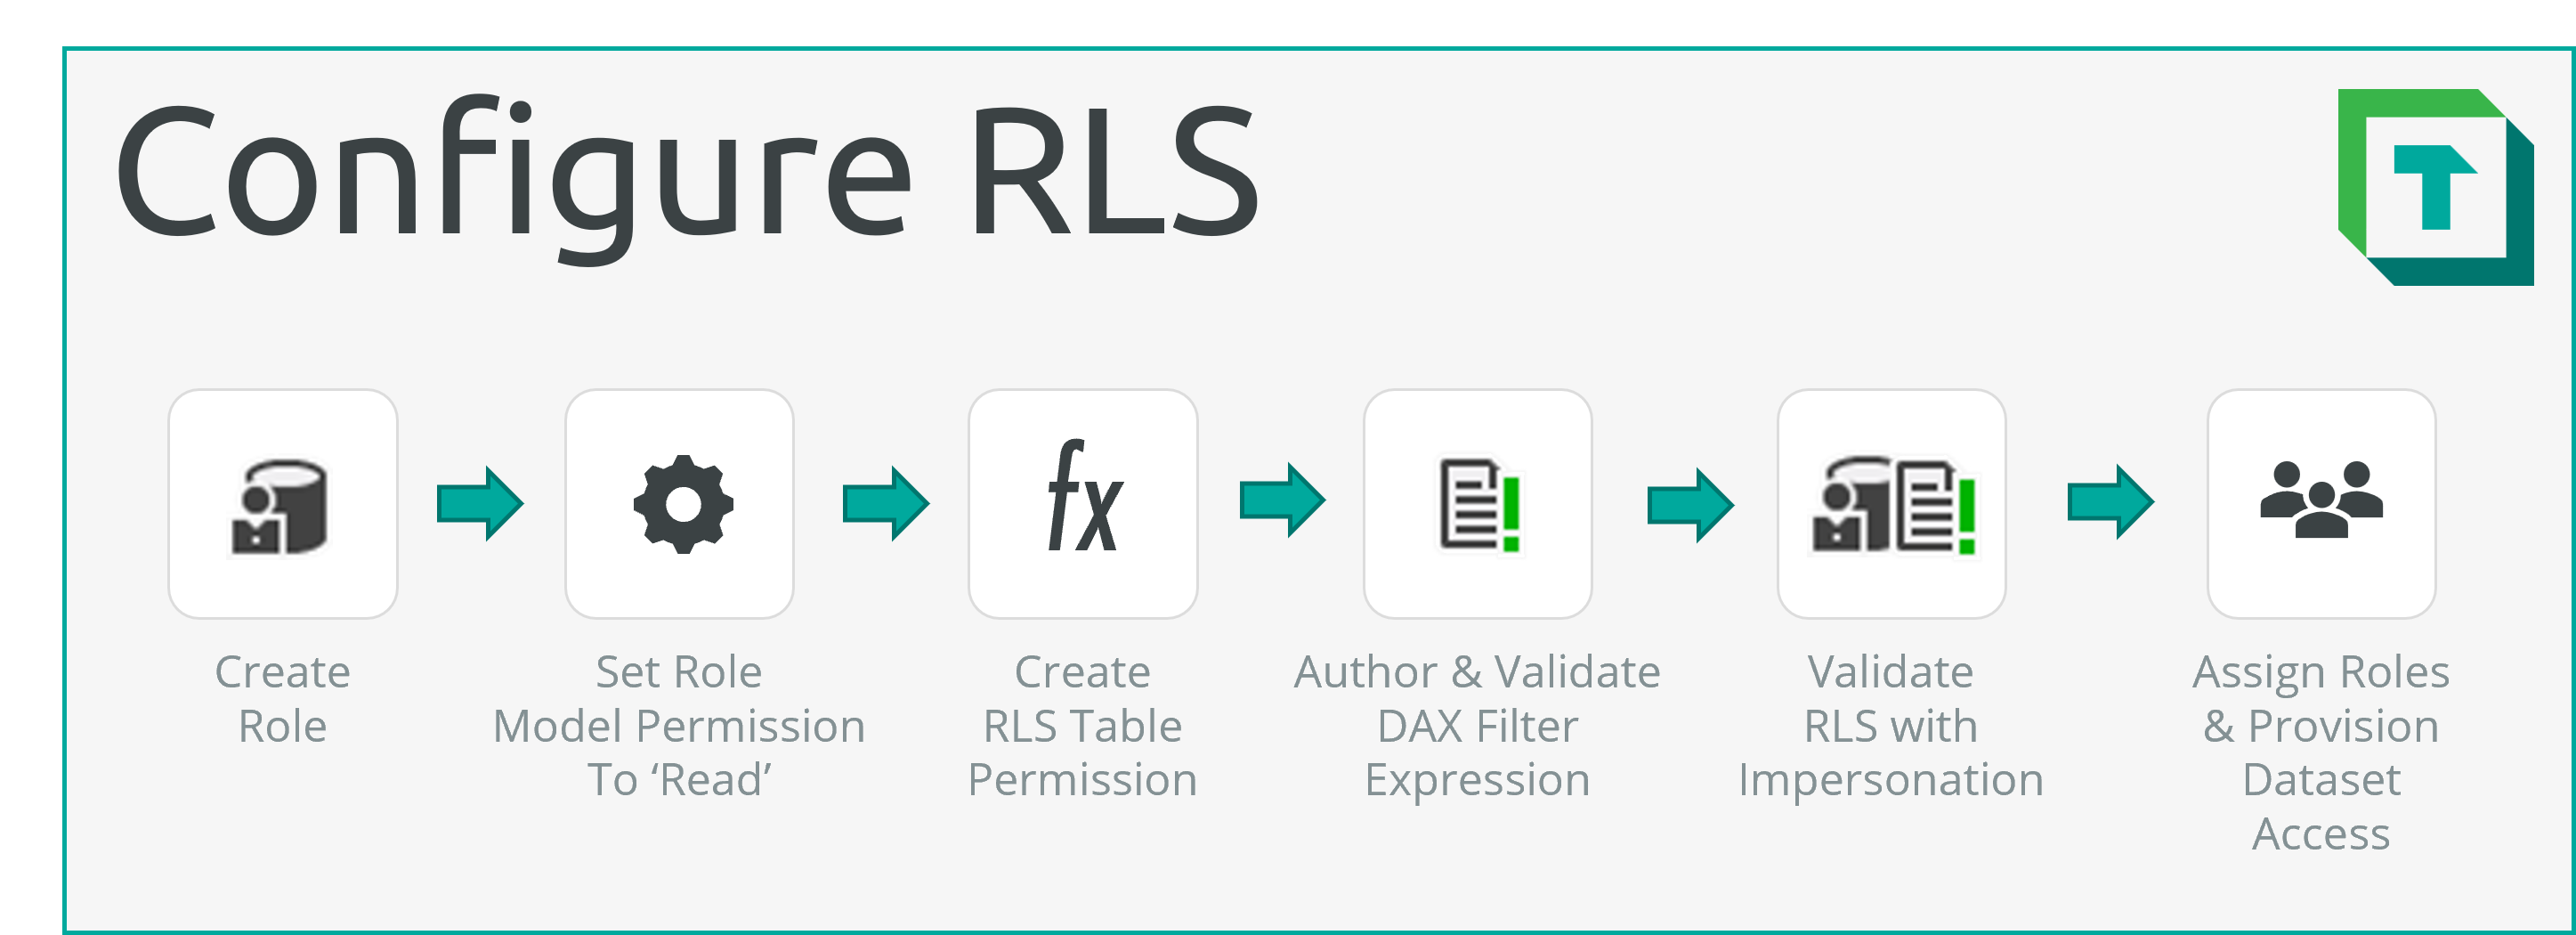 Configure RLS
T
fx
Create
Role
Set Role
Model Permission
To ‘Read’
Create
RLS Table
Permission
Author & Validate
DAX Filter
Expression
Validate
RLS with
Impersonation
Assign Roles
& Provision
Dataset
Access